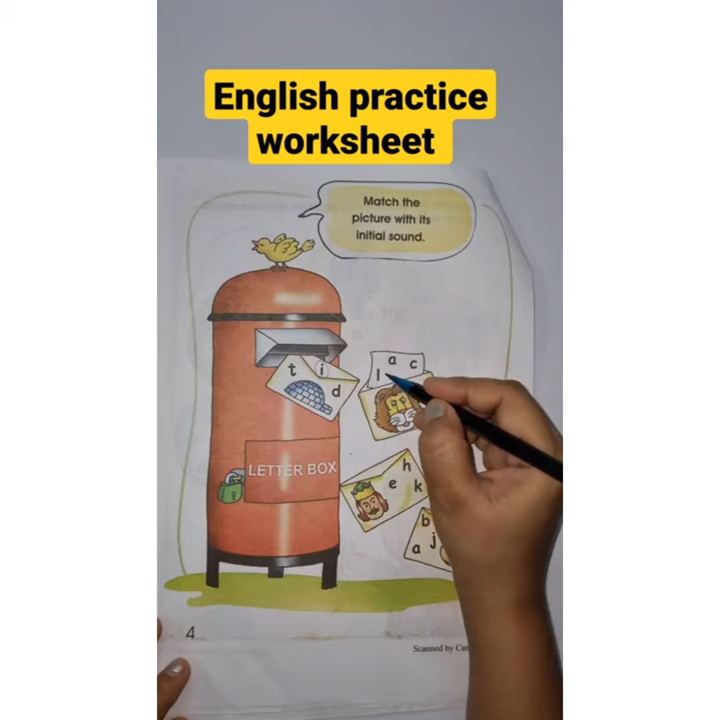 English practice
worksheet
Match the
picture with its
initial sound.
t i
d
a c
l
LETTER BOX
h
e k
b
a j
4
Scanned by